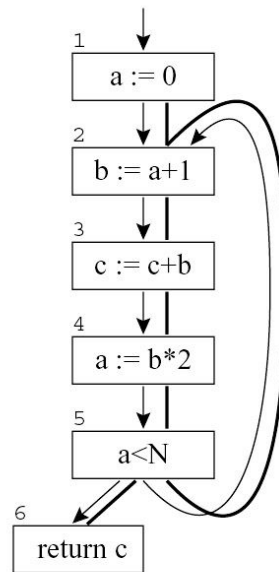 1
a := 0
2
b := a+1
3
c := c+b
4
a := b*2
5
a<N
6
return c